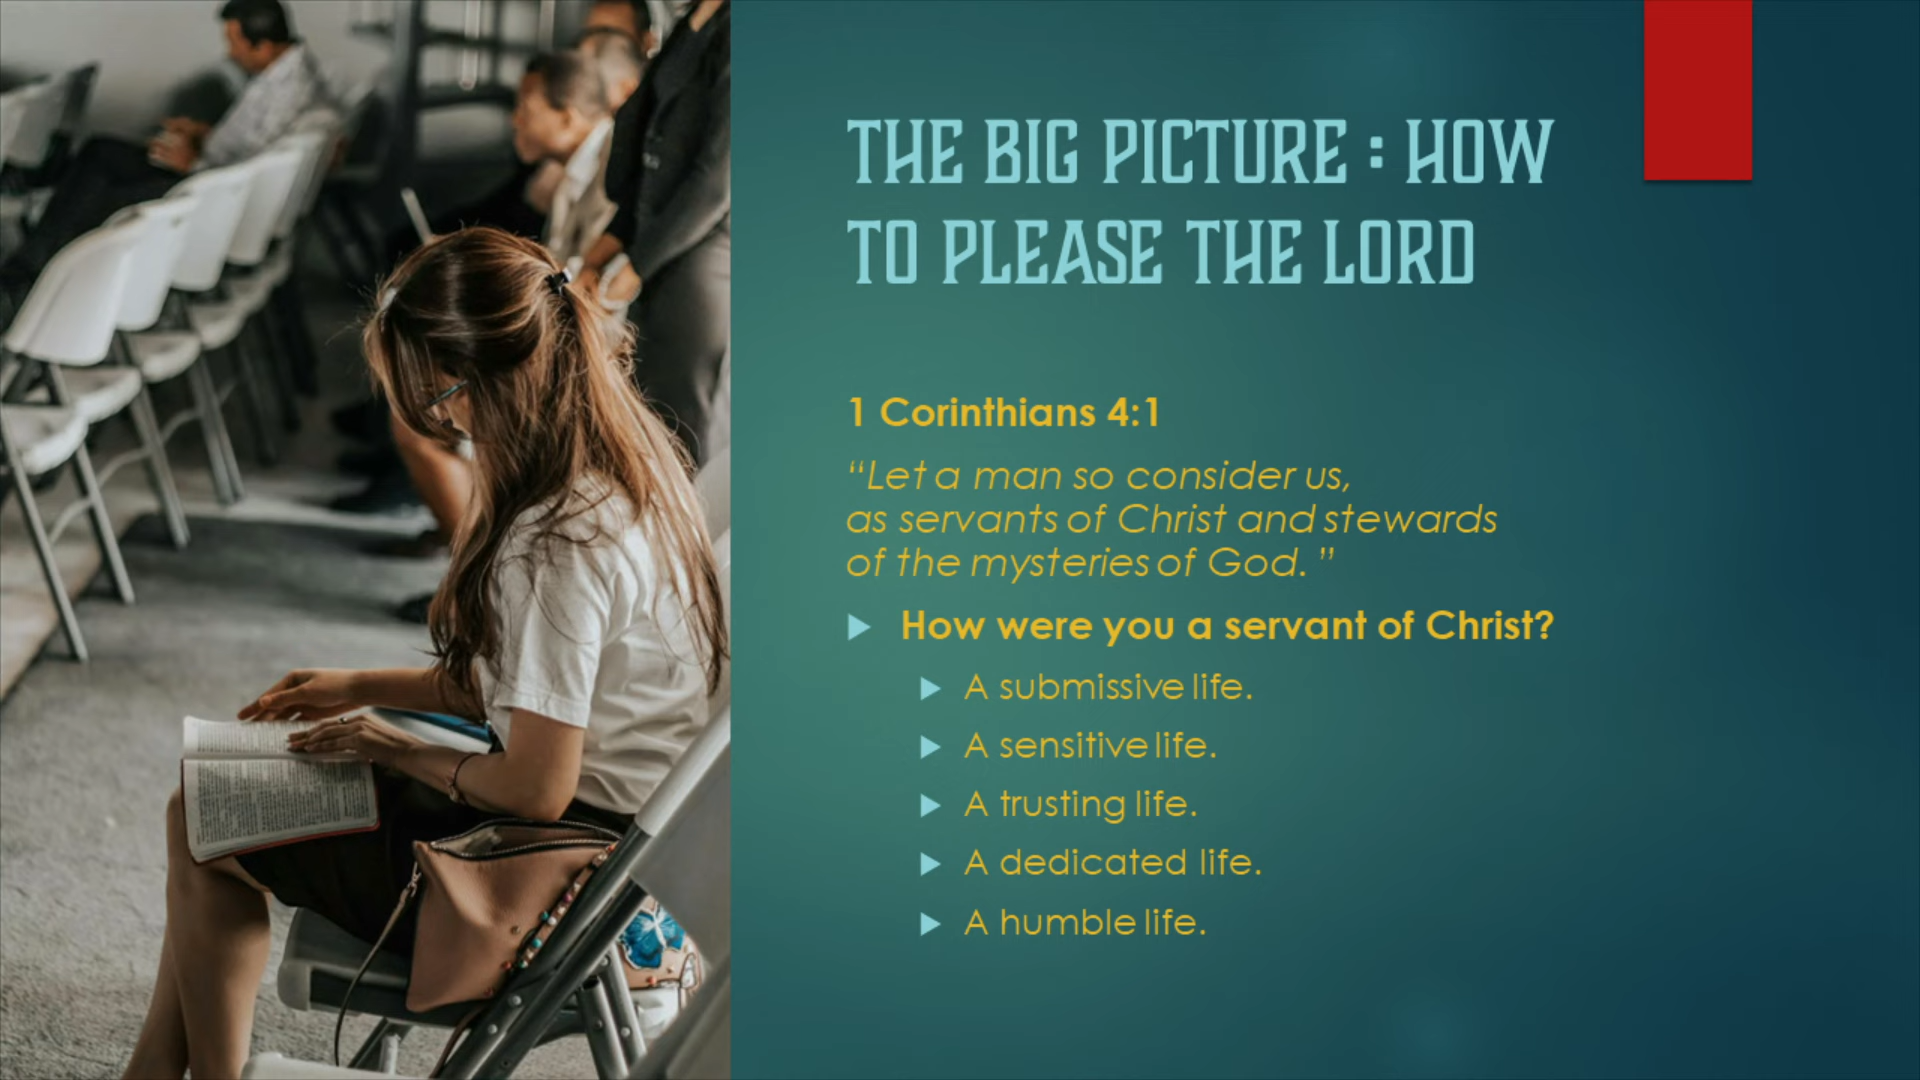 THE BIG PICTURE : HOW
TO PLEASE THE LORD
1 Corinthians 4:1
“Let a man so consider us,
as servants of Christ and stewards
of the mysteries of God. ”
How were you a servant of Christ?
A submissive life.
A sensitive life.
A trusting life.
A dedicated life.
A humble life.